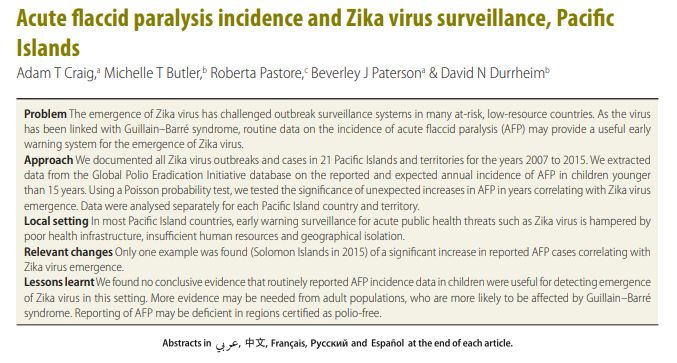 Acute flaccid paralysis incidence and Zika virus surveillance, Pacific
Islands
Adam T Craig,a Michelle T Butler,b Roberta Pastore,c Beverley J Patersona & David N Durrheimb
Problem The emergence of Zika virus has challenged outbreak surveillance systems in many at-risk, low-resource countries. As the virus
has been linked with Guillain–Barré syndrome, routine data on the incidence of acute flaccid paralysis (AFP) may provide a useful early
warning system for the emergence of Zika virus.
Approach We documented all Zika virus outbreaks and cases in 21 Pacific Islands and territories for the years 2007 to 2015. We extracted
data from the Global Polio Eradication Initiative database on the reported and expected annual incidence of AFP in children younger
than 15 years. Using a Poisson probability test, we tested the significance of unexpected increases in AFP in years correlating with Zika virus
emergence. Data were analysed separately for each Pacific Island country and territory.
Local setting In most Pacific Island countries, early warning surveillance for acute public health threats such as Zika virus is hampered by
poor health infrastructure, insufficient human resources and geographical isolation.
Relevant changes Only one example was found (Solomon Islands in 2015) of a significant increase in reported AFP cases correlating with
Zika virus emergence.
Lessons learnt We found no conclusive evidence that routinely reported AFP incidence data in children were useful for detecting emergence
of Zika virus in this setting. More evidence may be needed from adult populations, who are more likely to be affected by Guillain–Barré
syndrome. Reporting of AFP may be deficient in regions certified as polio-free.
Abstracts in عربي, 中文, Français, Русский and Español at the end of each article.